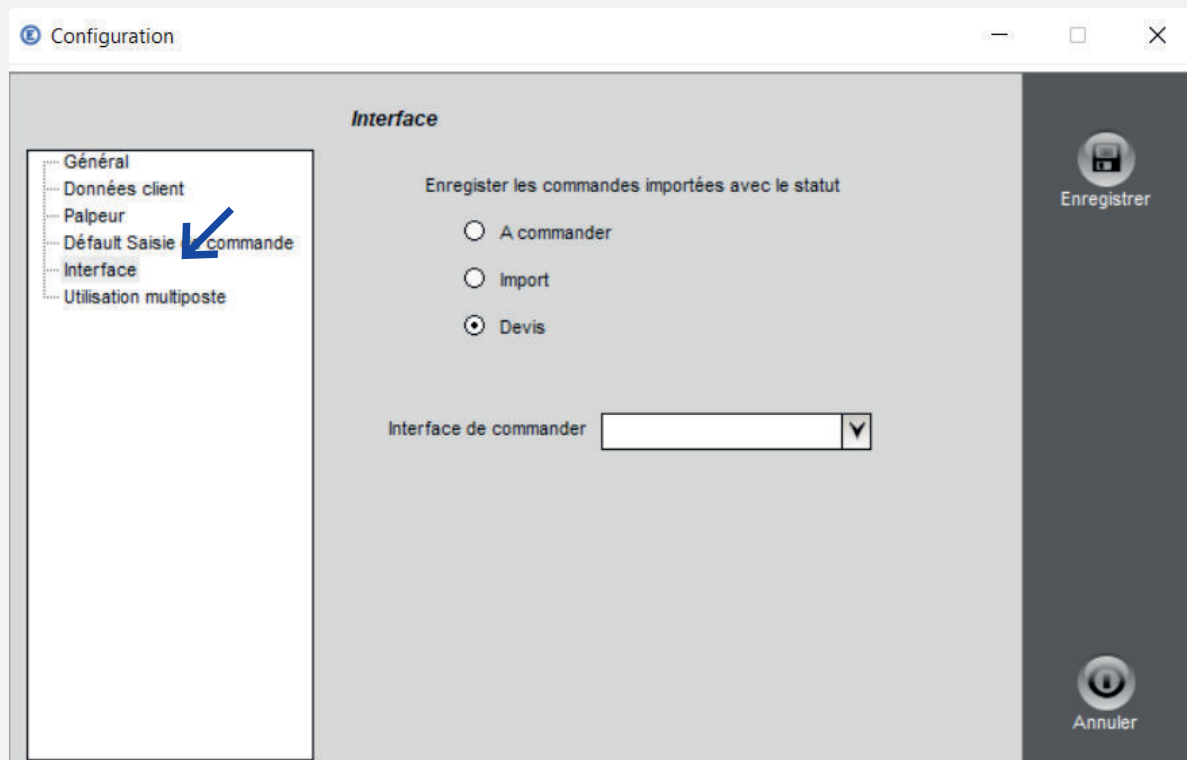 Configuration
Interface
Général
Données client
Palpeur
Défault Saisie de commande
Interface
Utilisation multiposte
Enregister les commandes importées avec le statut
A commander
Import
Devis
Interface de commander
Enregistrer
Annuler